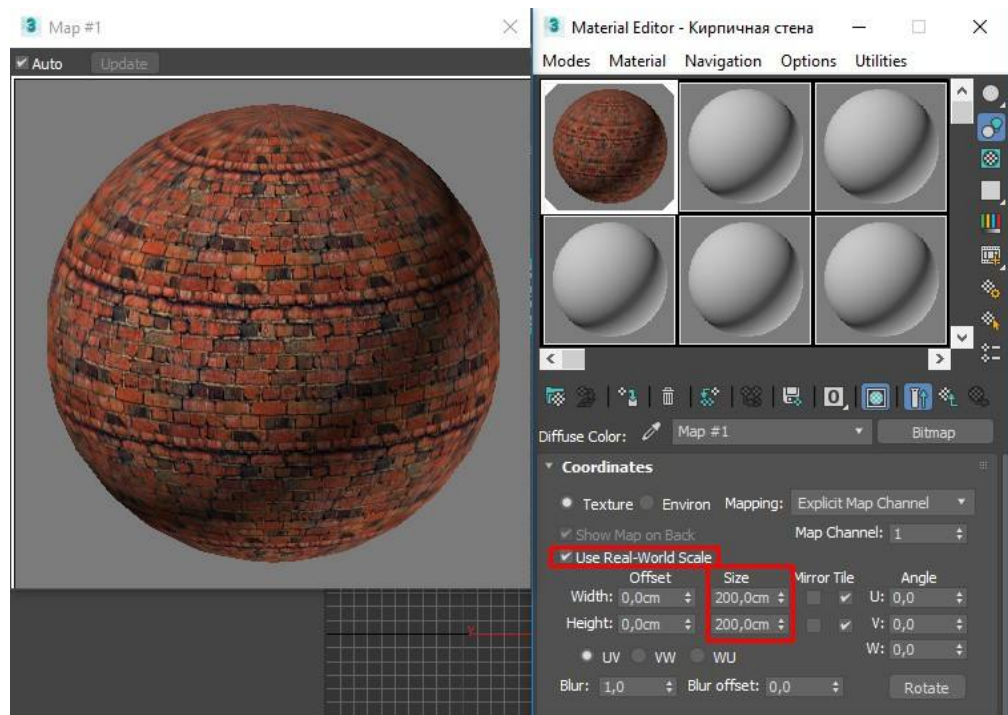 3 Map #1
Auto Update
3 Material Editor - Кирпичная стена
Modes Material Navigation Options Utilities
0
Diffuse Color: Map #1 Bitmap
Coordinates
Texture Environ Mapping: Explicit Map Channel
Show Map on Back Map Channel: 1
Use Real-World Scale
Offset Size Mirror Tile Angle
Width: 0,0cm 200,0cm U: 0,0
Height: 0,0cm 200,0cm V: 0,0
W: 0,0
UV VW WU
Blur: 1,0 Blur offset: 0,0 Rotate
Y